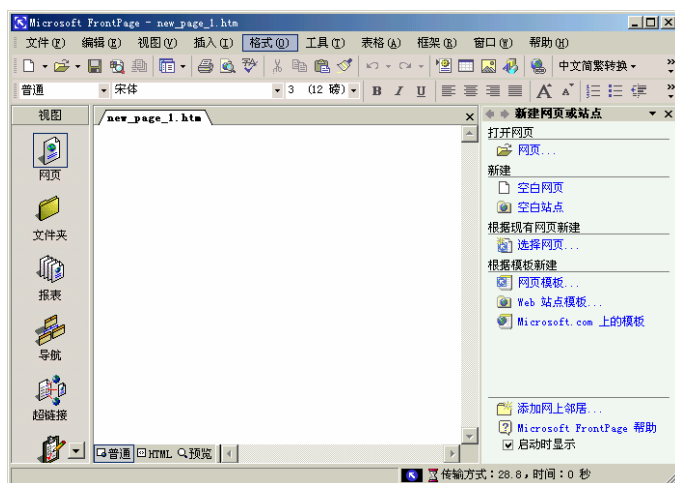 Microsoft FrontPage - new_page_1.htm
文件(F) 编辑(E) 视图(V) 插入(I) 格式(O) 工具(T) 表格(A) 框架(R) 窗口(W) 帮助(H)
中文简繁转换
普通 宋体 3 (12 磅) B I U
视图
new_page_1.htm
新建网页或站点
打开网页
网页...
新建
空白网页
空白站点
根据现有网页新建
选择网页...
根据模板新建
网页模板...
Web 站点模板...
Microsoft.com 上的模板
添加网上邻居...
Microsoft FrontPage 帮助
启动时显示
网页
文件夹
报表
导航
超链接
普通 HTML 预览
传输方式:28.8,时间:0 秒